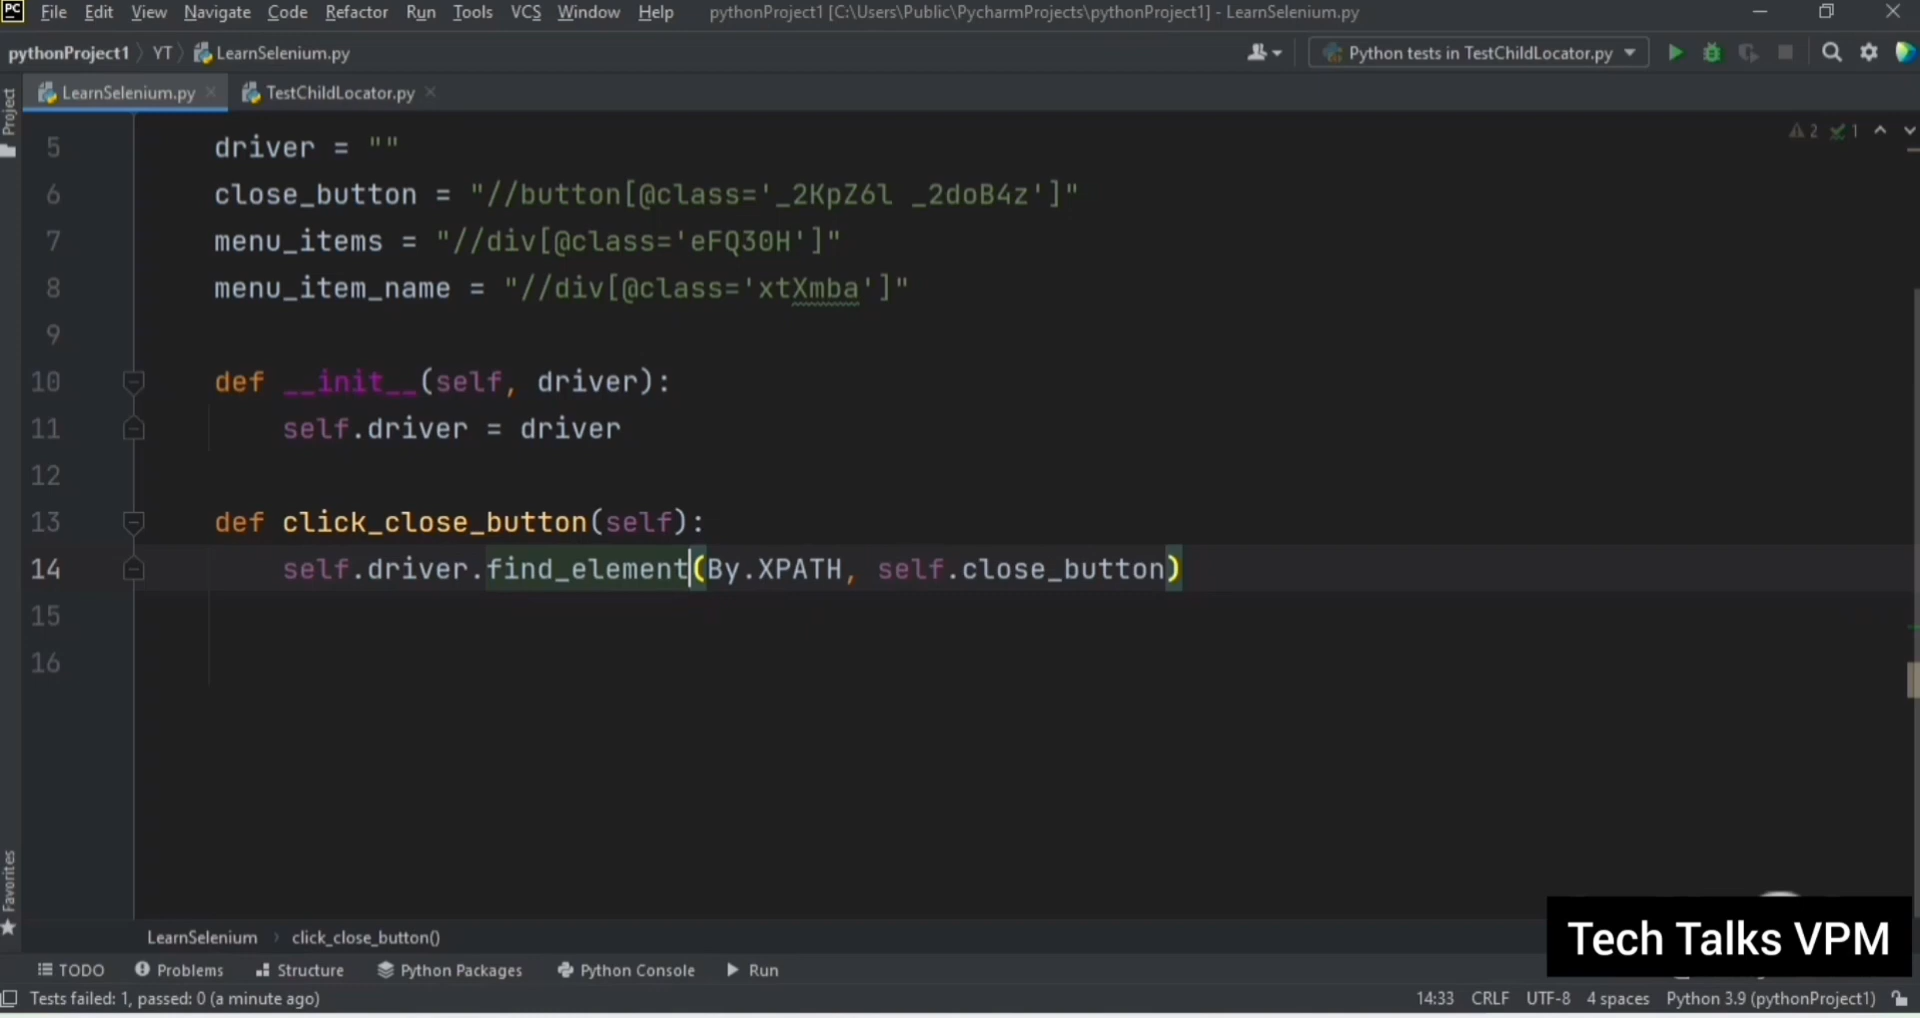 PC File Edit View Navigate Code Refactor Run Tools VCS Window Help pythonProject1 [C:\Users\Public\PycharmProjects\pythonProject1] - LearnSelenium.py
pythonProject1 YT LearnSelenium.py Python tests in TestChildLocator.py
LearnSelenium.py TestChildLocator.py
Project
2 1
5 driver = ""
6 close_button = "//button[@class='_2KpZ6l _2doB4z']"
7 menu_items = "//div[@class='eFQ30H']"
8 menu_item_name = "//div[@class='xtXmba']"
9
10 def __init__(self, driver):
11 self.driver = driver
12
13 def click_close_button(self):
14 self.driver.find_element(By.XPATH, self.close_button)
15
16
Favorites
LearnSelenium click_close_button()
Tech Talks VPM
TODO Problems Structure Python Packages Python Console Run
Tests failed: 1, passed: 0 (a minute ago) 14:33 CRLF UTF-8 4 spaces Python 3.9 (pythonProject1)